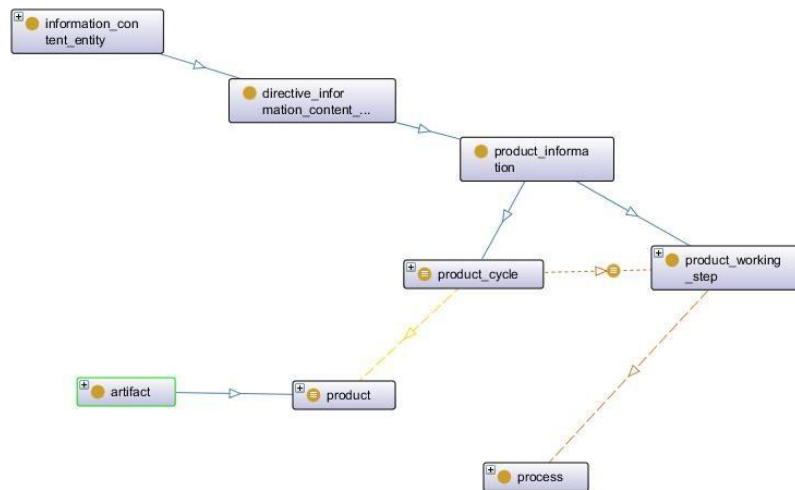 information_con
tent_entity
directive_infor
mation_content_...
product_informa
tion
product_cycle
product_working
_step
artifact
product
process